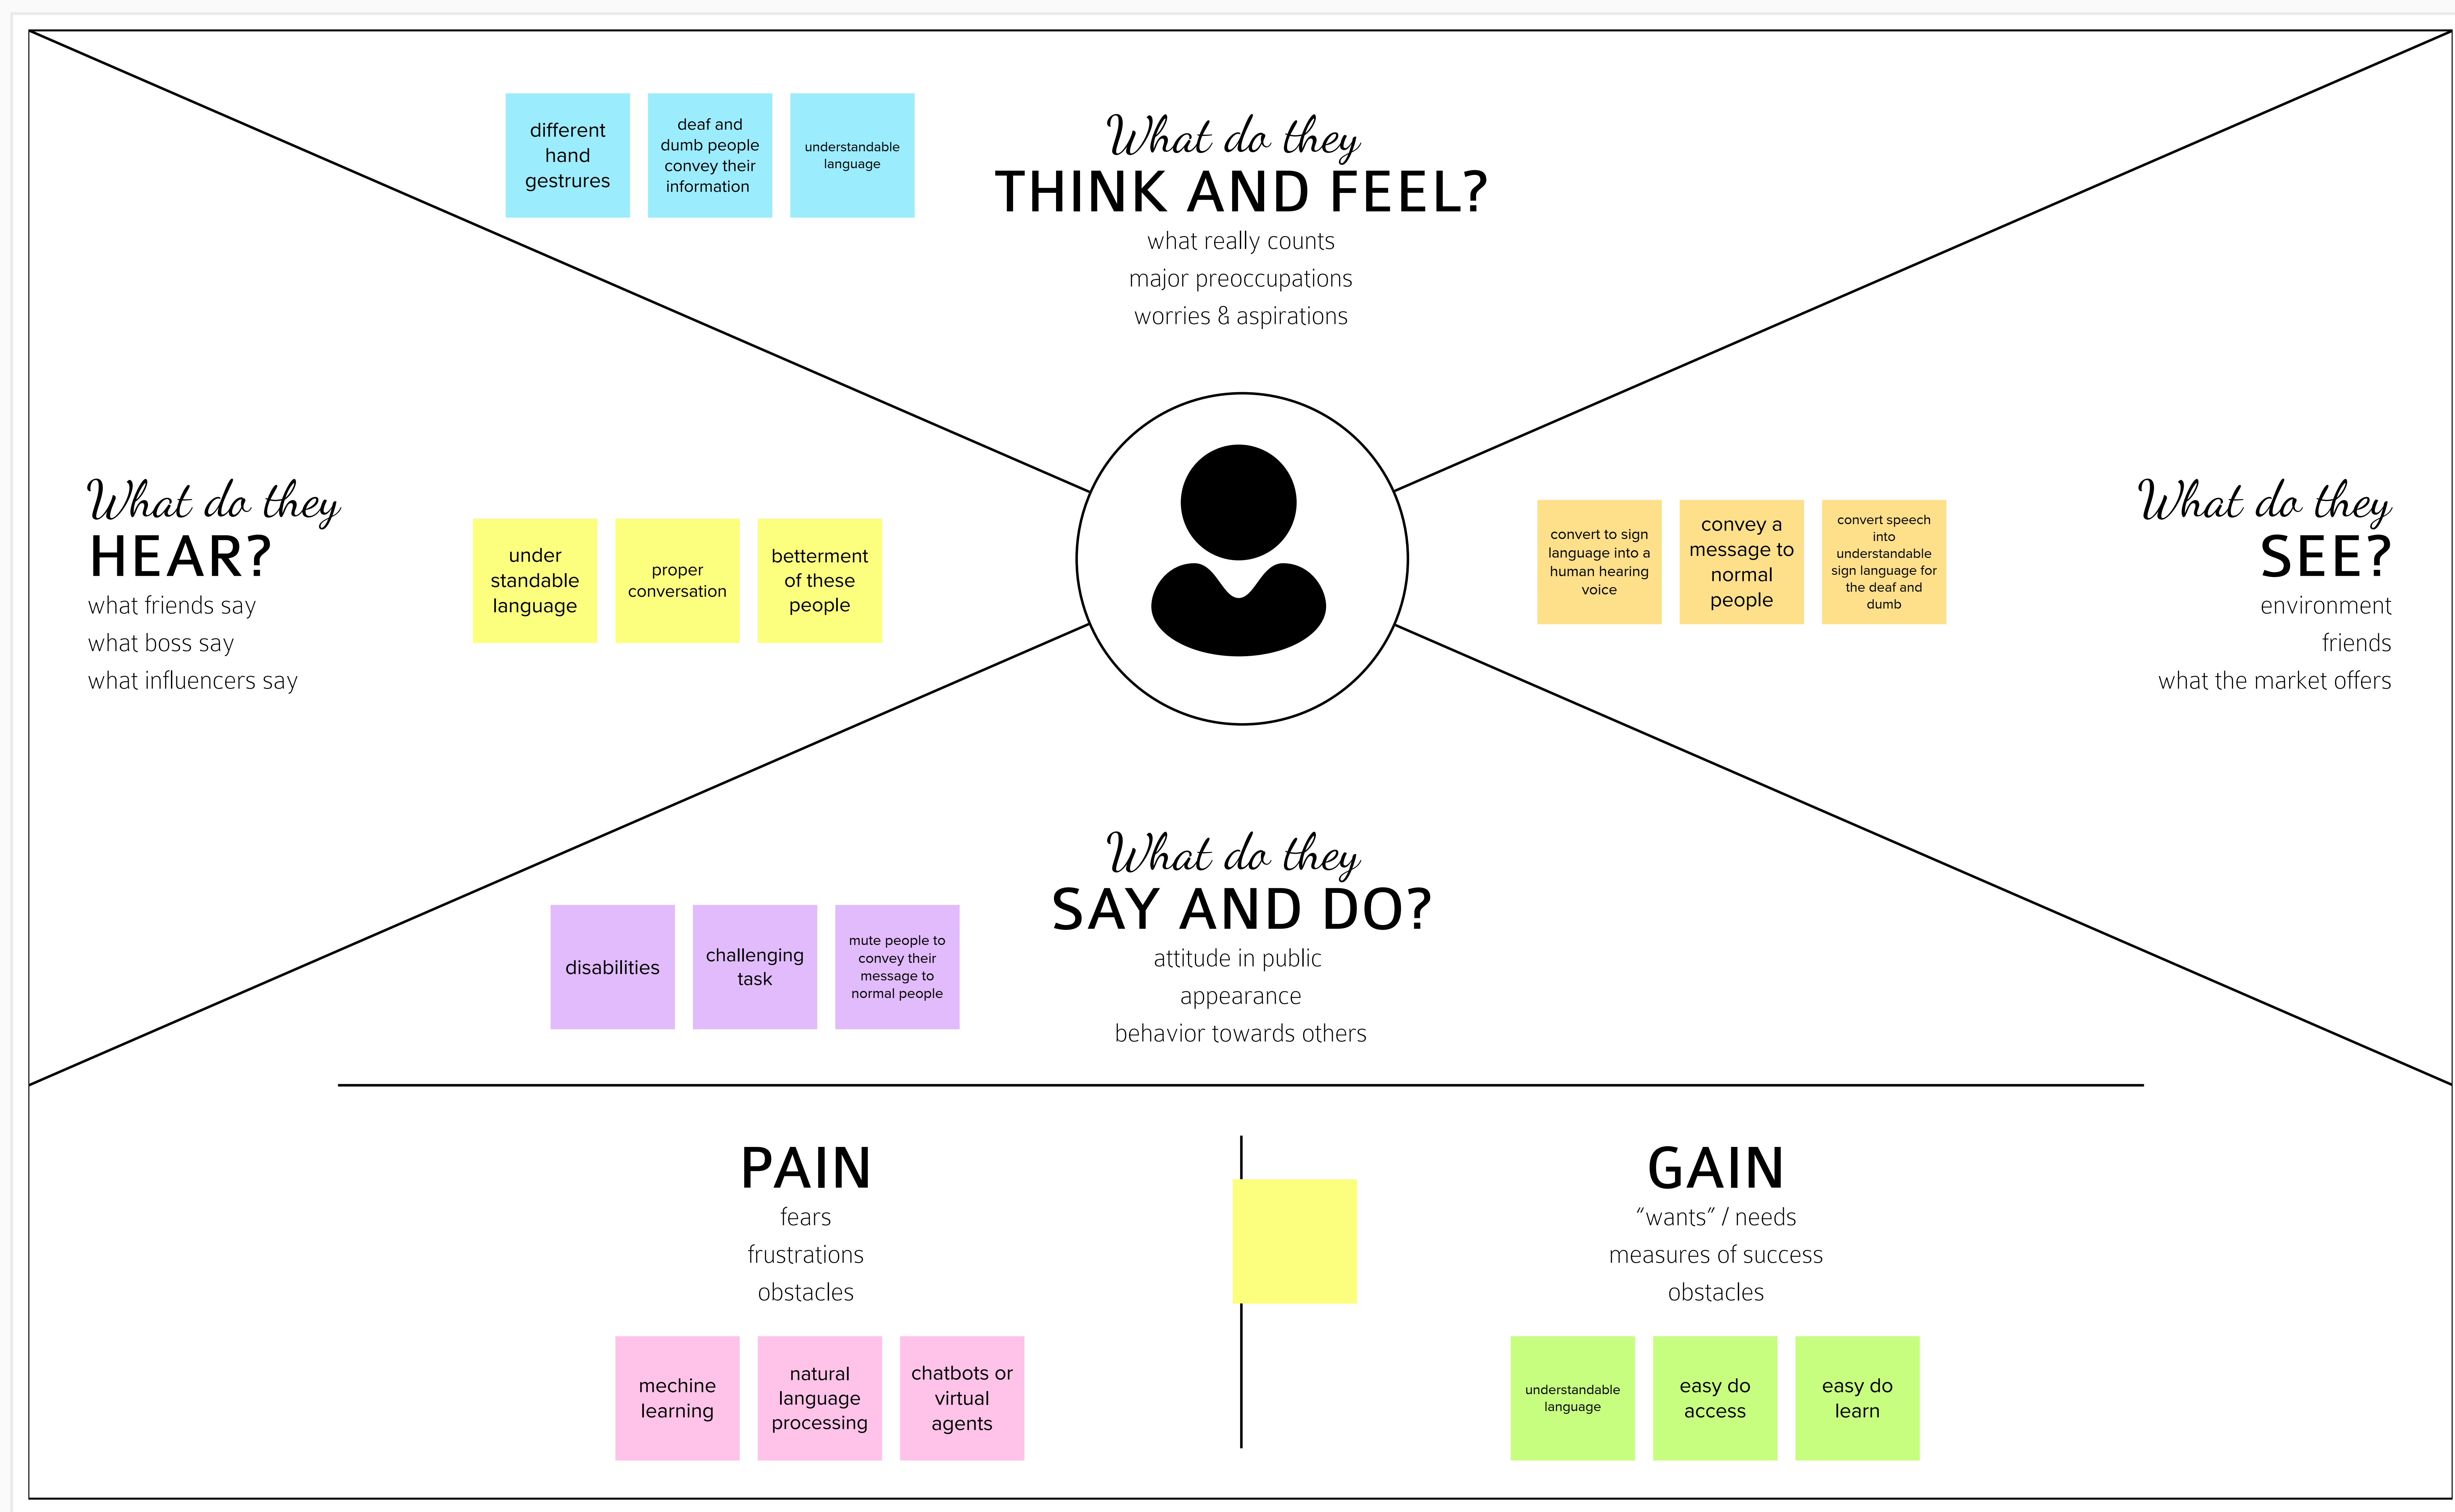 different
hand
gestrures
deaf and
dumb people
convey their
information
understandable
language
What do they
THINK AND FEEL?
what really counts
major preoccupations
worries & aspirations
What do they
HEAR?
what friends say
what boss say
what influencers say
under
standable
language
proper
conversation
betterment
of these
people
convert to sign
language into a
human hearing
voice
convey a
message to
normal
people
convert speech
into
understandable
sign language for
the deaf and
dumb
What do they
SEE?
environment
friends
what the market offers
What do they
SAY AND DO?
attitude in public
appearance
behavior towards others
disabilities
challenging
task
mute people to
convey their
message to
normal people
PAIN
fears
frustrations
obstacles
mechine
learning
natural
language
processing
chatbots or
virtual
agents
GAIN
“wants” / needs
measures of success
obstacles
understandable
language
easy do
access
easy do
learn